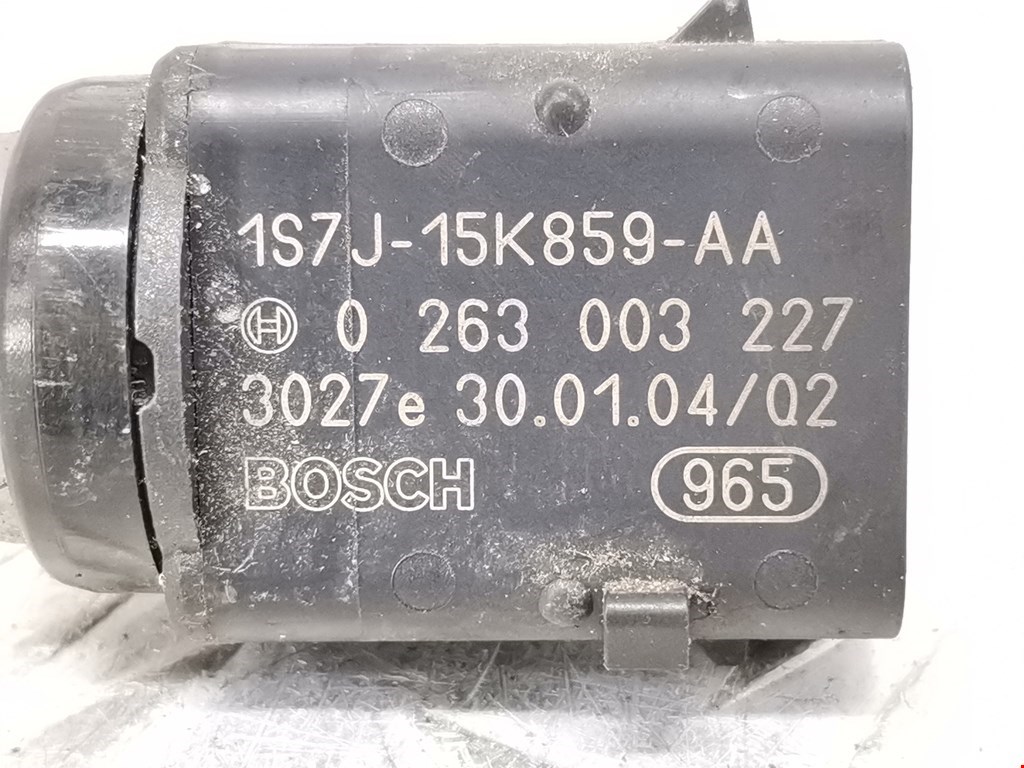 1S7J-15K859-AA
0 263 003 227
3027e 30.01.04/Q2
BOSCH 965